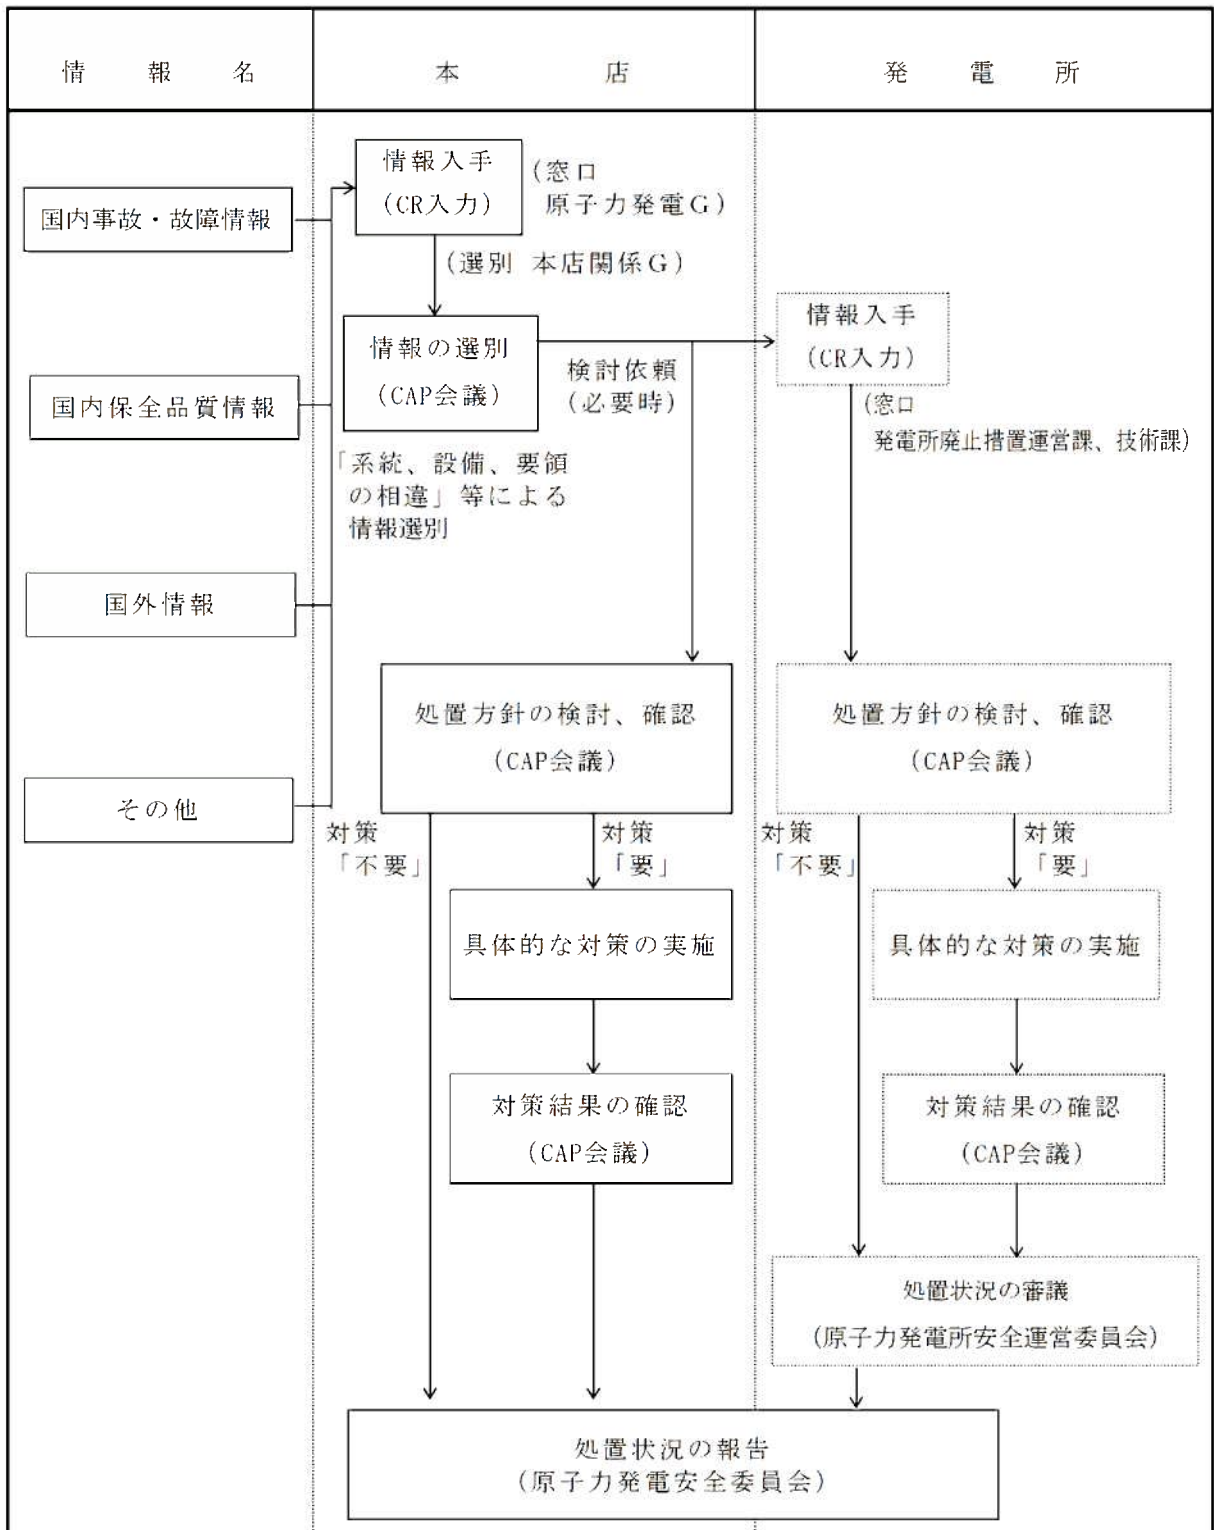 情報名
本店
発電所
情報入手
(CR入力)
(窓口
原子力発電G)
国内事故・故障情報
(選別 本店関係G)
情報入手
(CR入力)
情報の選別
(CAP会議)
検討依頼
(必要時)
国内保全品質情報
(窓口
発電所廃止措置運営課、技術課)
「系統、設備、要領
の相違」等による
情報選別
国外情報
処置方針の検討、確認
(CAP会議)
処置方針の検討、確認
(CAP会議)
その他
対策
「不要」
対策
「要」
対策
「不要」
対策
「要」
具体的な対策の実施
具体的な対策の実施
対策結果の確認
(CAP会議)
対策結果の確認
(CAP会議)
処置状況の審議
(原子力発電所安全運営委員会)
処置状況の報告
(原子力発電安全委員会)